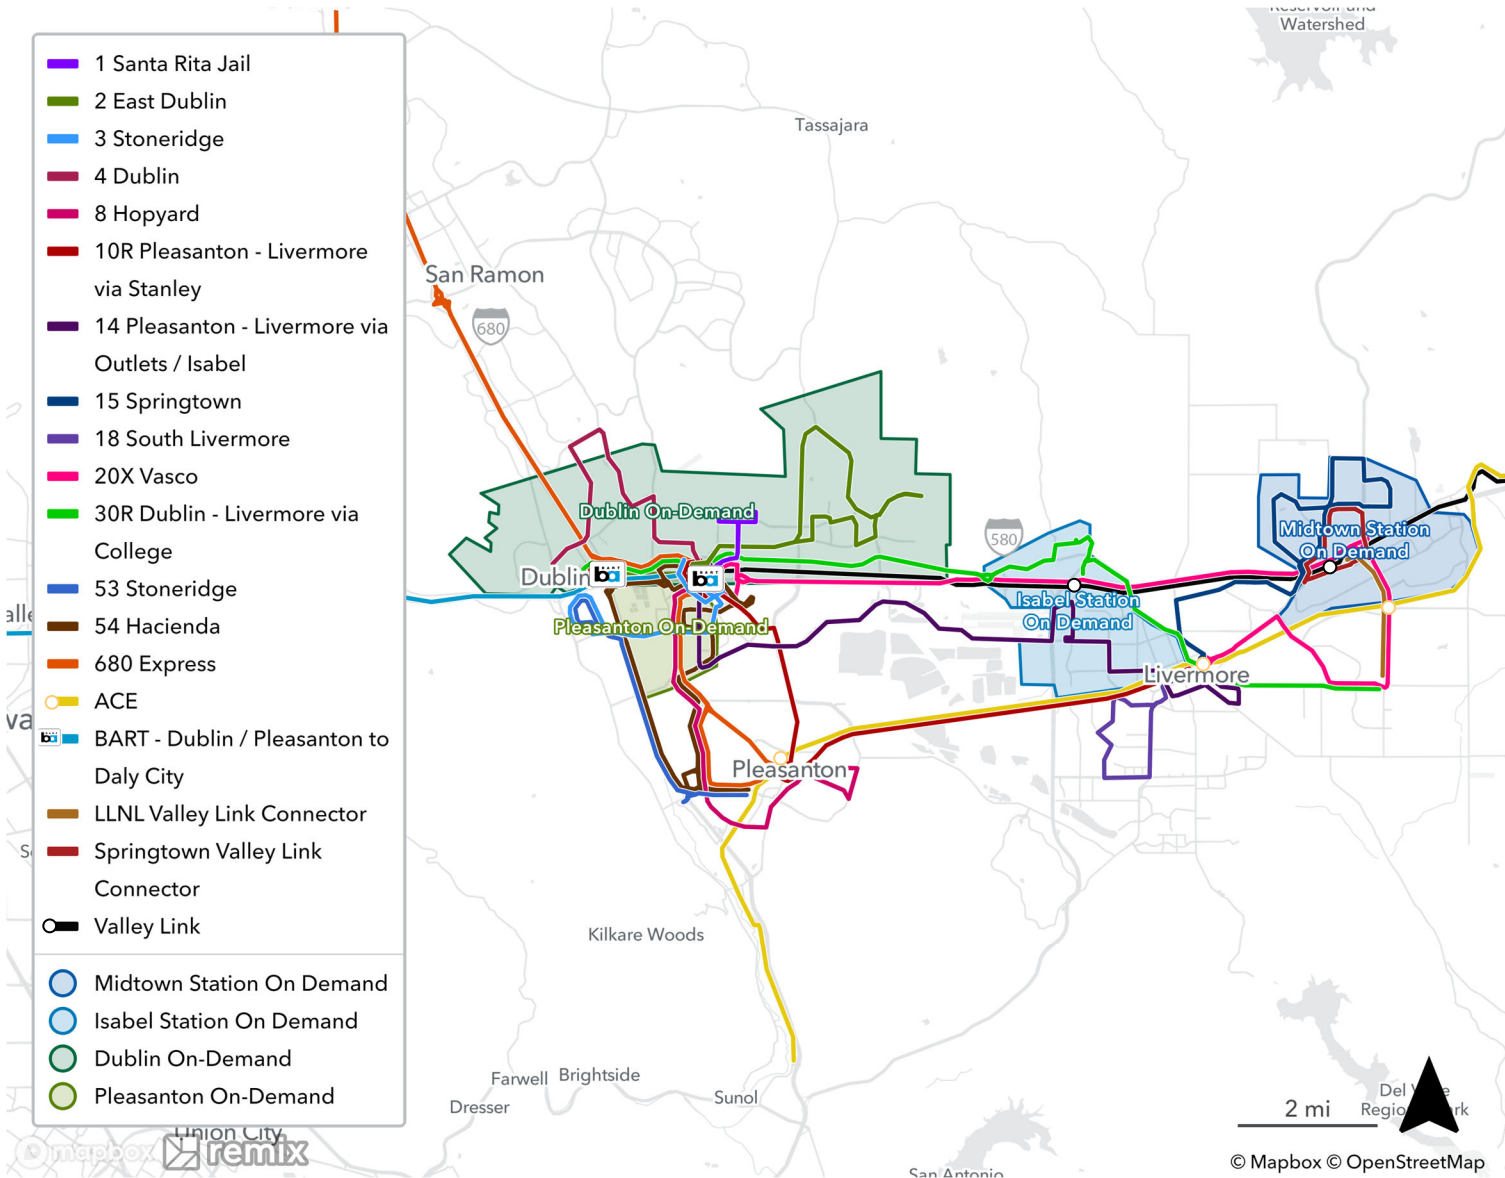 1 Santa Rita Jail
2 East Dublin
3 Stoneridge
4 Dublin
8 Hopyard
10R Pleasanton - Livermore
via Stanley
14 Pleasanton - Livermore via
Outlets / Isabel
15 Springtown
18 South Livermore
20X Vasco
30R Dublin - Livermore via
College
53 Stoneridge
54 Hacienda
680 Express
ACE
BART - Dublin / Pleasanton to
Daly City
LLNL Valley Link Connector
Springtown Valley Link
Connector
Valley Link
Midtown Station On Demand
Isabel Station On Demand
Dublin On-Demand
Pleasanton On-Demand
Reservoir and
Watershed
Tassajara
San Ramon
680
Dublin On-Demand
580
Midtown Station
On Demand
Dublin
ba
ba
Isabel Station
On Demand
Pleasanton On-Demand
Livermore
Pleasanton
Kilkare Woods
Farwell
Brightside
Dresser
Sunol
San Antonio
Union City
mapbox
remix
2 mi
© Mapbox © OpenStreetMap